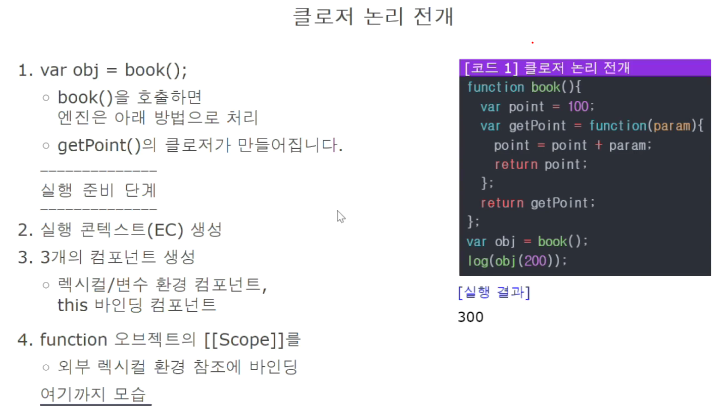 클로저 논리 전개
1. var obj = book();
◦ book()을 호출하면
엔진은 아래 방법으로 처리
◦ getPoint()의 클로저가 만들어집니다.
--------------
실행 준비 단계
--------------
2. 실행 콘텍스트(EC) 생성
3. 3개의 컴포넌트 생성
◦ 렉시컬/변수 환경 컴포넌트,
this 바인딩 컴포넌트
4. function 오브젝트의 [[Scope]]를
◦ 외부 렉시컬 환경 참조에 바인딩
여기까지 모습
[코드 1] 클로저 논리 전개
function book(){
var point = 100;
var getPoint = function(param){
point = point + param;
return point;
};
return getPoint;
};
var obj = book();
log(obj(200));
[실행 결과]
300